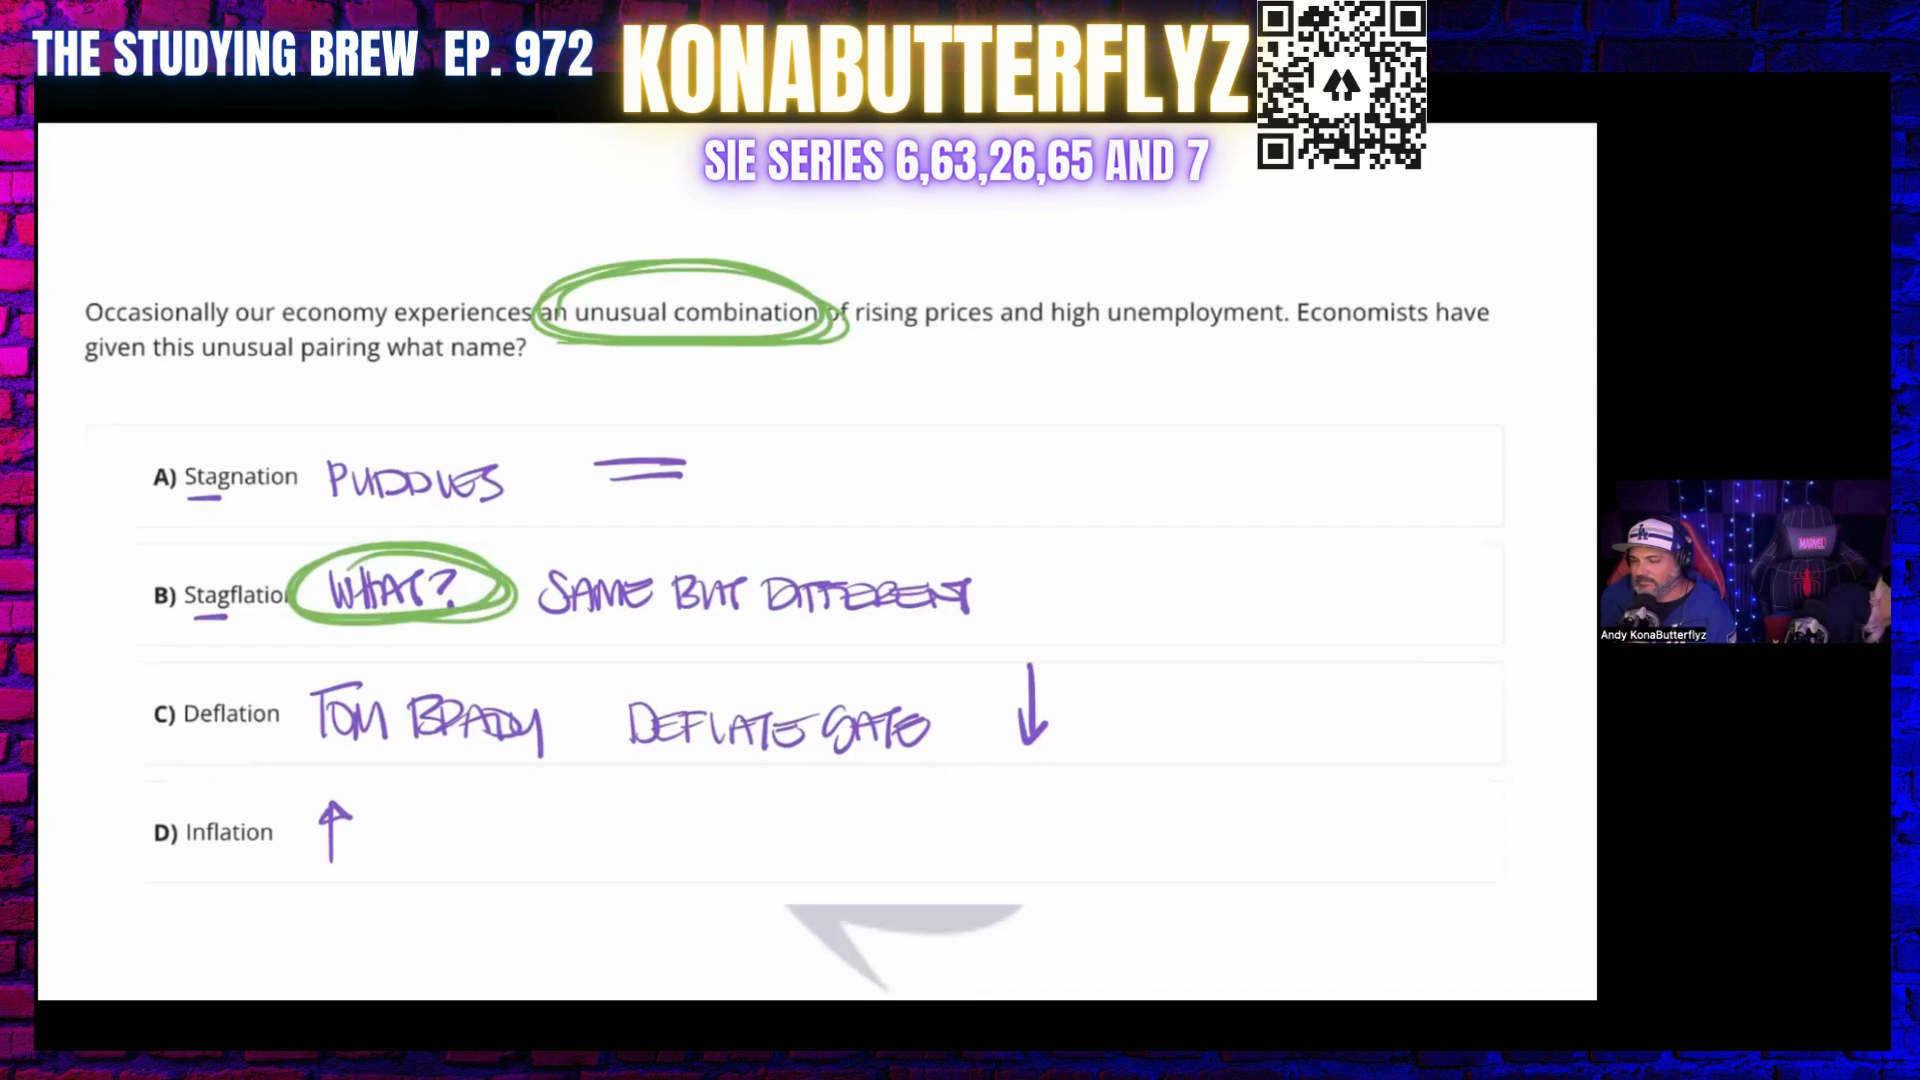 THE STUDYING BREW EP. 972
KONABUTTERFLYZ
SIE SERIES 6,63,26,65 AND 7
Occasionally our economy experiences an unusual combination of rising prices and high unemployment. Economists have
given this unusual pairing what name?
A) Stagnation PUDDLES
B) Stagflation WHAT? SAME BUT DIFFERENT
C) Deflation TOM BRADY DEFLATE GATE
D) Inflation
MARVEL
Andy KonaButterflyz